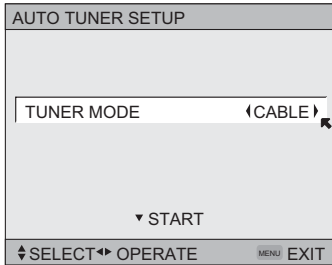 AUTO TUNER SETUP
TUNER MODE CABLE
START
SELECT OPERATE MENU EXIT